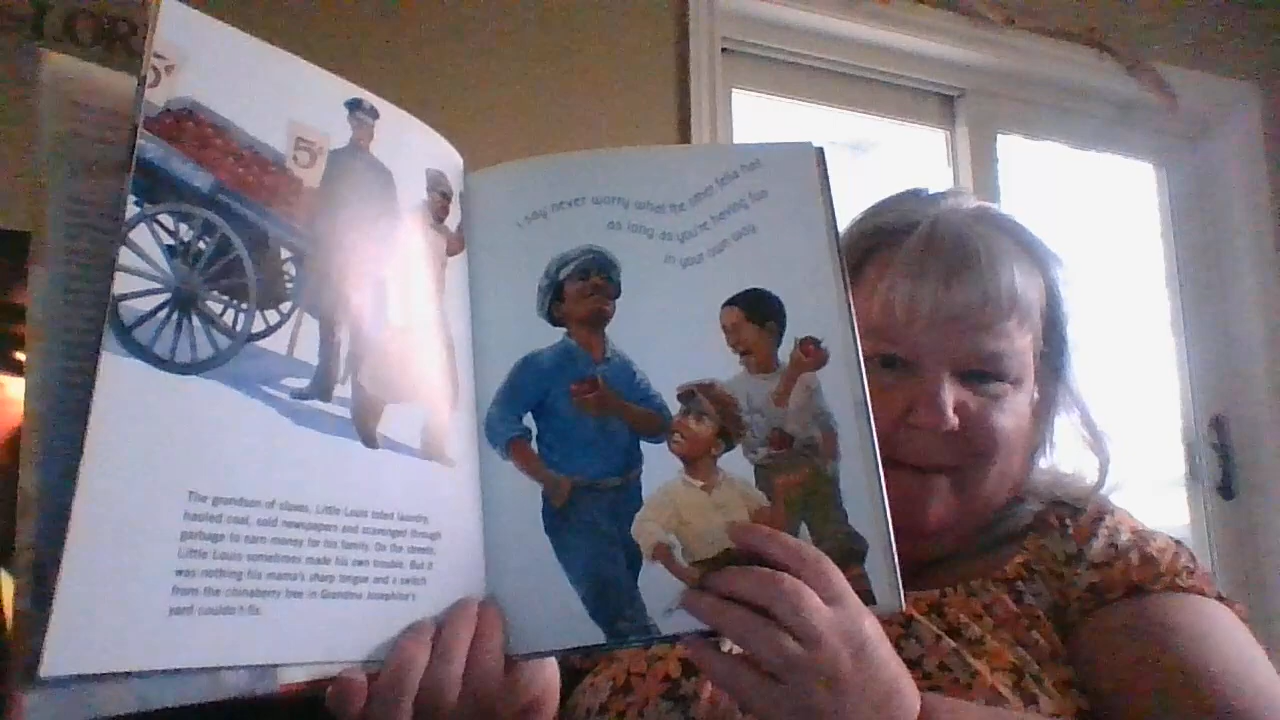 LOR
5¢
5¢
The grandson of slaves, Little Louis toted laundry,
hauled coal, sold newspapers and scavenged through
garbage to earn money for his family. On the streets,
Little Louis sometimes made his own trouble. But it
was nothing his mama's sharp tongue and a switch
from the chinaberry tree in Grandma Josephine's
yard couldn't fix.
I say never worry what the other fella has
as long as you're having fun
in your own way.